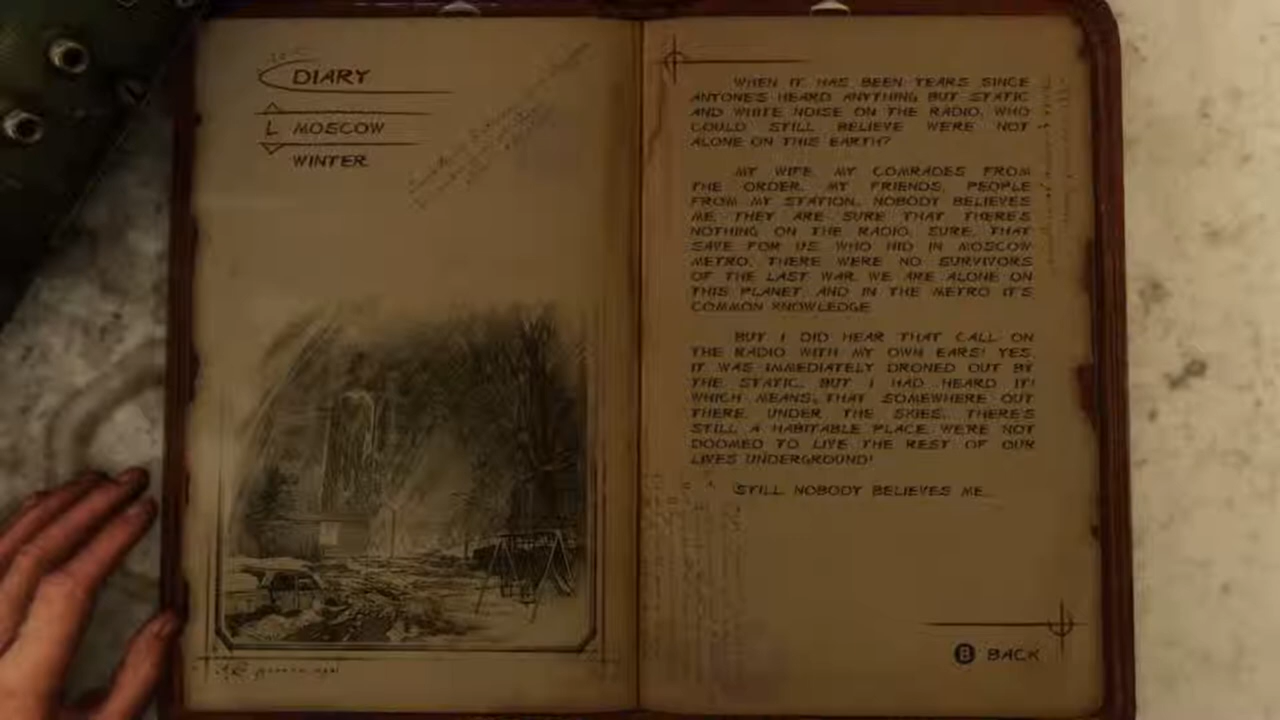 DIARY
MOSCOW
WINTER
WHEN IT HAS BEEN YEARS SINCE
ANYONE'S HEARD ANYTHING BUT STATIC
AND WHITE NOISE ON THE RADIO, WHO
COULD STILL BELIEVE WE'RE NOT
ALONE ON THIS EARTH?
MY WIFE, MY COMRADES FROM
THE ORDER, MY FRIENDS, PEOPLE
FROM MY STATION... NOBODY BELIEVES
ME. THEY ARE SURE THAT THERE'S
NOTHING ON THE RADIO, SURE, THAT
SAVE FOR US WHO HID IN MOSCOW
METRO, THERE WERE NO SURVIVORS
OF THE LAST WAR. WE ARE ALONE ON
THIS PLANET, AND IN THE METRO IT'S
COMMON KNOWLEDGE.
BUT I DID HEAR THAT CALL ON
THE RADIO WITH MY OWN EARS! YES,
IT WAS IMMEDIATELY DRONED OUT BY
THE STATIC, BUT I HAD HEARD IT!
WHICH MEANS, THAT SOMEWHERE OUT
THERE, UNDER THE SKIES, THERE'S
STILL A HABITABLE PLACE. WE'RE NOT
DOOMED TO LIVE THE REST OF OUR
LIVES UNDERGROUND!
STILL NOBODY BELIEVES ME...
B BACK